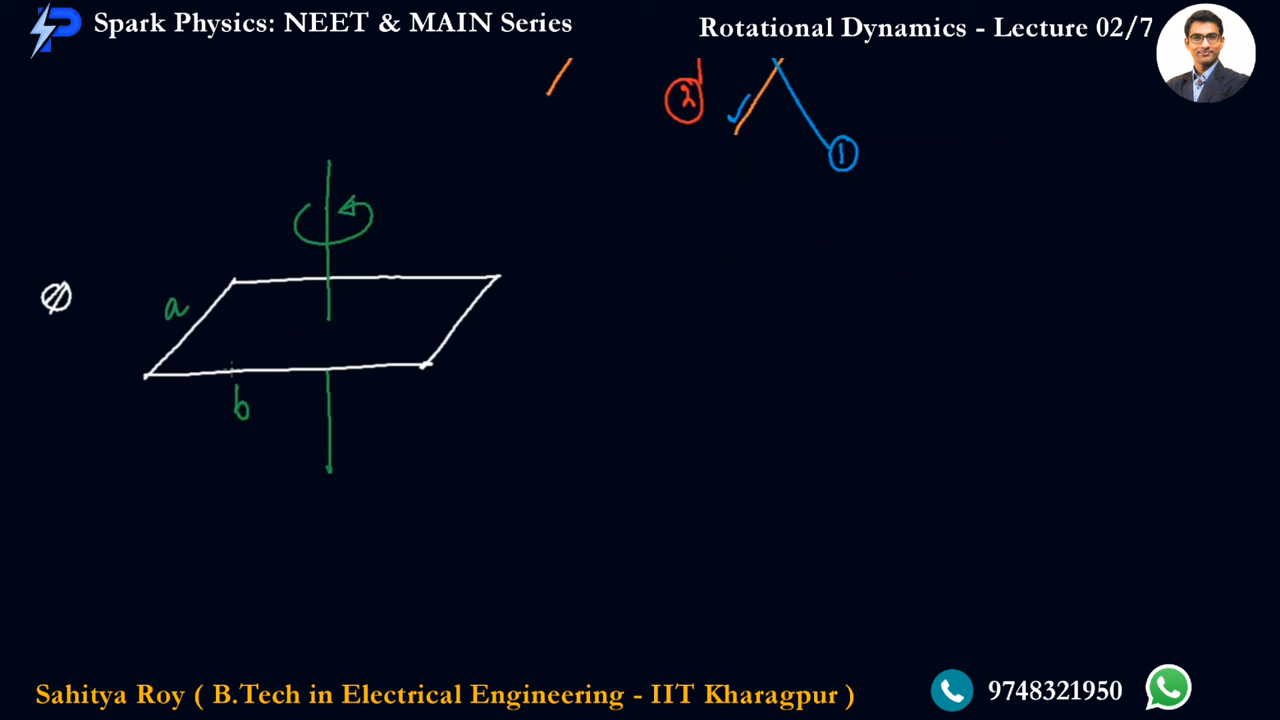 Spark Physics: NEET & MAIN Series
Rotational Dynamics - Lecture 02/7
2
1
a
b
Sahitya Roy ( B.Tech in Electrical Engineering - IIT Kharagpur )
9748321950